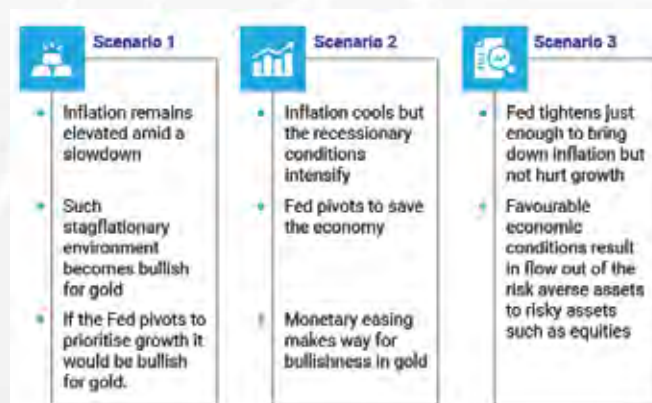 Scenario 1
Inflation remains
elevated amid a
slowdown
Such
stagflationary
environment
becomes bullish
for gold
If the Fed pivots to
prioritise growth it
would be bullish
for gold.
Scenario 2
Inflation cools but
the recessionary
conditions
intensify
Fed pivots to save
the economy
Monetary easing
makes way for
bullishness in gold
Scenario 3
Fed tightens just
enough to bring
down inflation but
not hurt growth
Favourable
economic
conditions result
in flow out of the
risk averse assets
to risky assets
such as equities